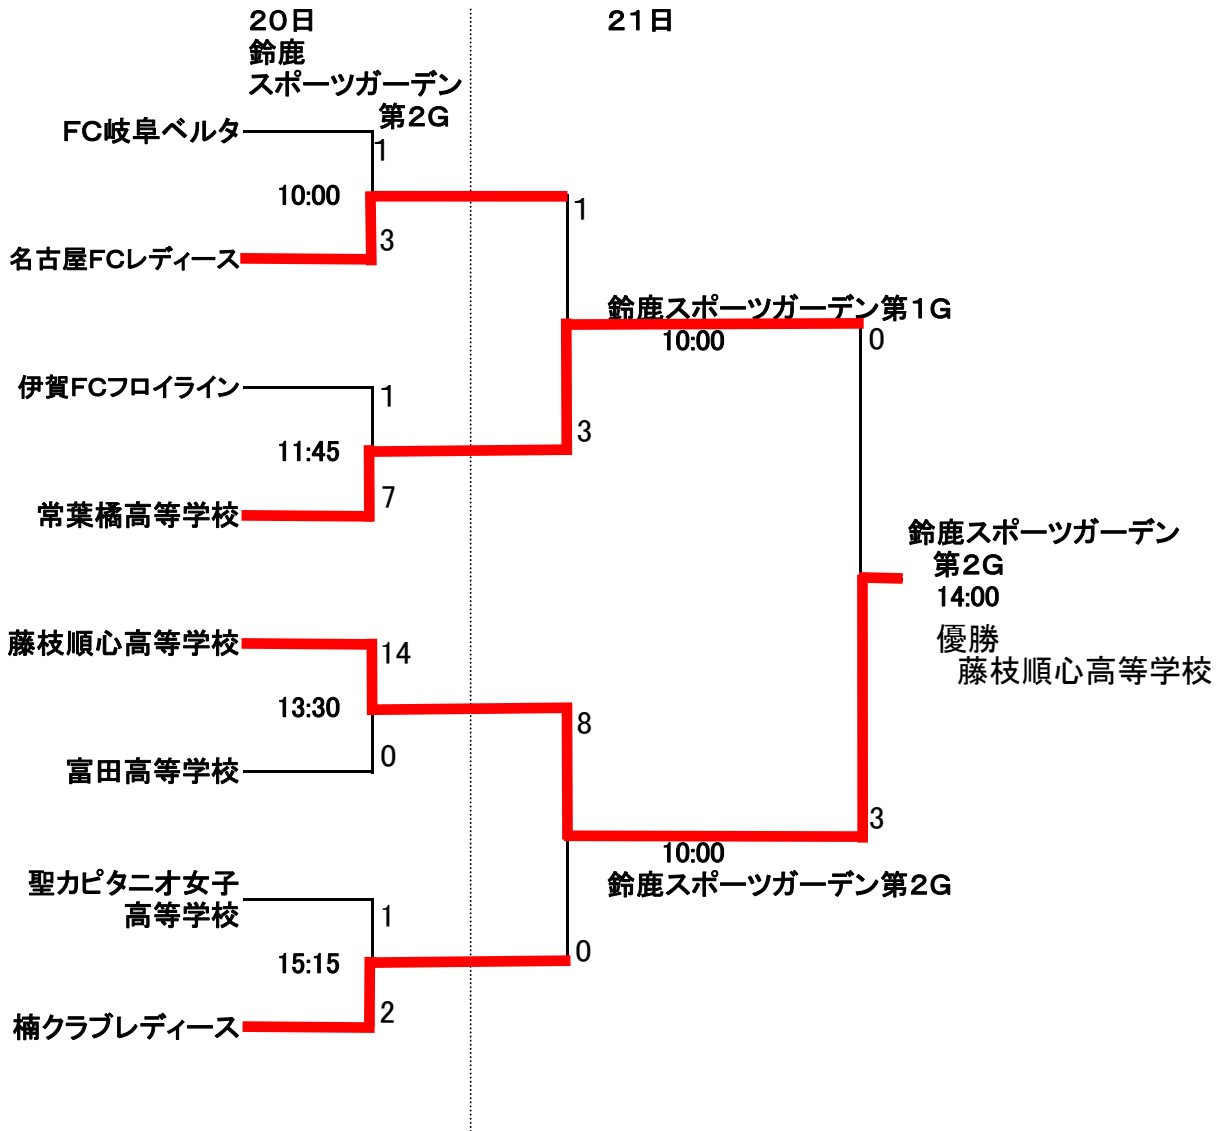 20日
21日
鈴鹿
スポーツガーデン
第2G
FC岐阜ベルタ
1
10:00
1
3
名古屋FCレディース
鈴鹿スポーツガーデン第1G
10:00
0
伊賀FCフロイライン
1
3
11:45
7
常葉橘高等学校
鈴鹿スポーツガーデン
第2G
14:00
優勝
藤枝順心高等学校
藤枝順心高等学校
14
13:30
8
0
富田高等学校
3
10:00
鈴鹿スポーツガーデン第2G
聖カピタニオ女子
高等学校
1
0
15:15
2
楠クラブレディース